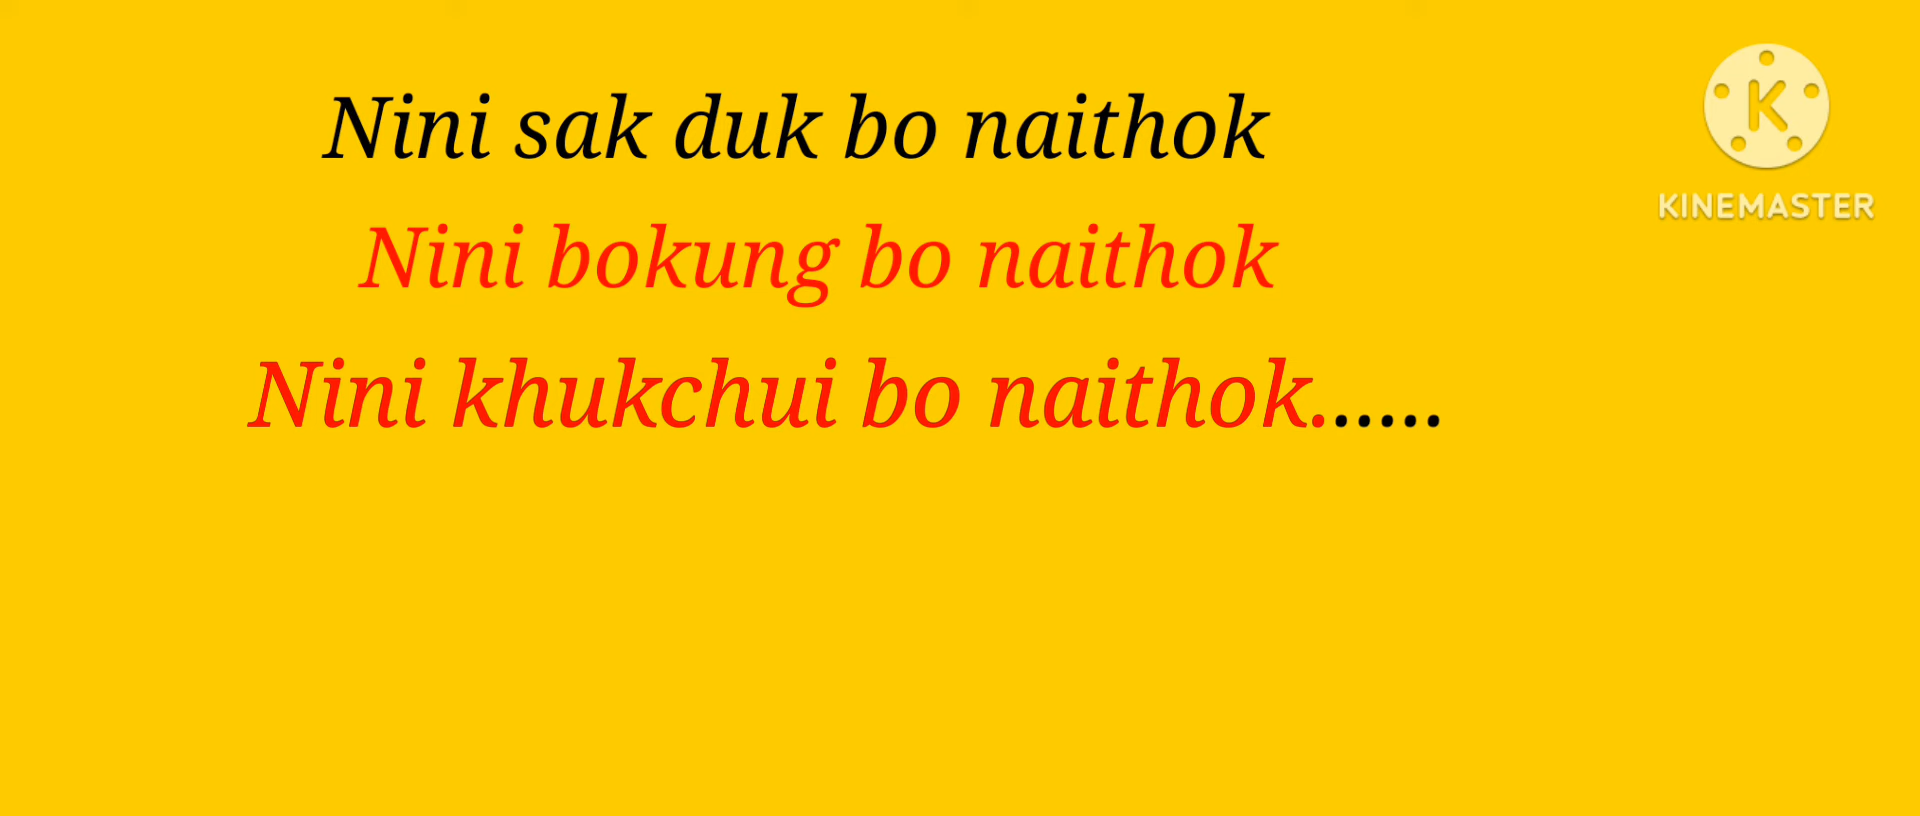 Nini sak duk bo naithok
KINEMASTER
Nini bokung bo naithok
Nini khukchui bo naithok......